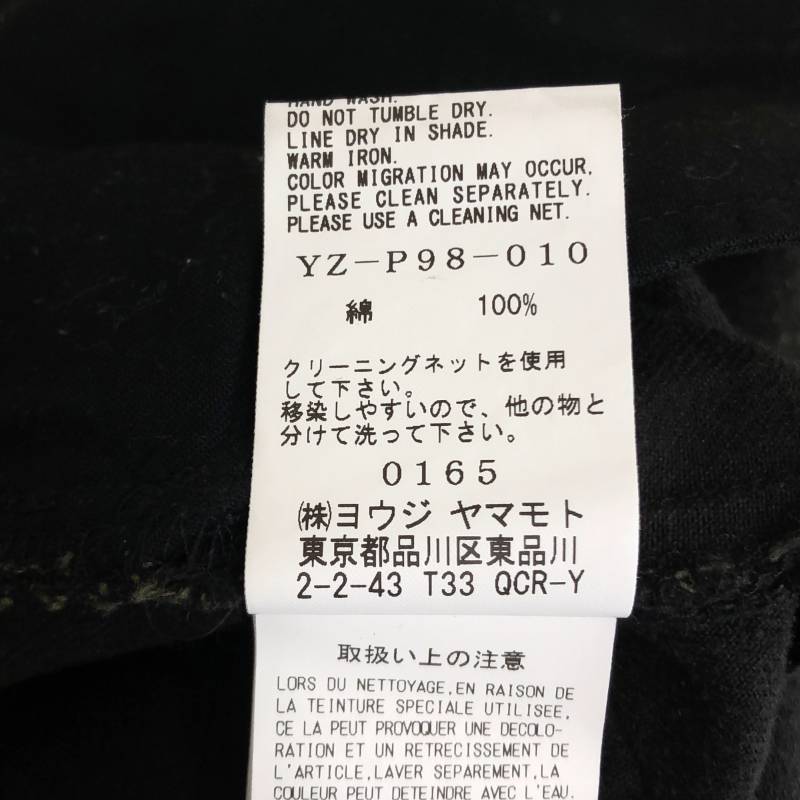 HAND WASH.
DO NOT TUMBLE DRY.
LINE DRY IN SHADE.
WARM IRON.
COLOR MIGRATION MAY OCCUR.
PLEASE CLEAN SEPARATELY.
PLEASE USE A CLEANING NET.
YZ-P98-010
綿 100%
クリーニングネットを使用
して下さい。
移染しやすいので、他の物と
分けて洗って下さい。
0165
㈱ヨウジ ヤマモト
東京都品川区東品川
2-2-43 T33 QCR-Y
取扱い上の注意
LORS DU NETTOYAGE,EN RAISON DE
LA TEINTURE SPECIALE UTILISEE,
CE LA PEUT PROVOQUER UNE DECOLO-
RATION ET UN RETRECISSEMENT DE
L'ARTICLE,LAVER SEPAREMENT,LA
COULEUR PEUT DETEINDRE AVEC L'EAU.